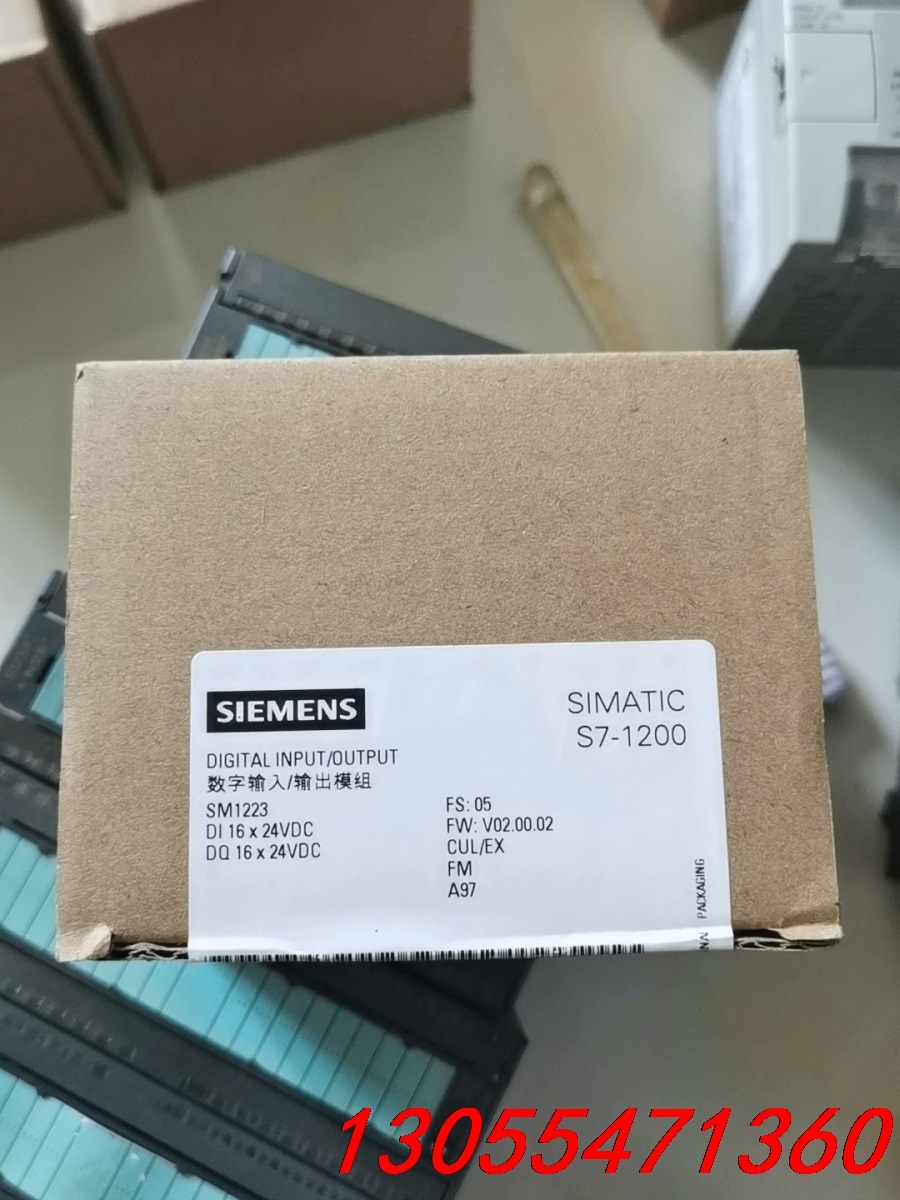 SIEMENS
SIMATIC
S7-1200
DIGITAL INPUT/OUTPUT
数字输入/输出模组
SM1223
DI 16 x 24VDC
DQ 16 x 24VDC
FS: 05
FW: V02.00.02
CUL/EX
FM
A97
PACKAGING
13055471360